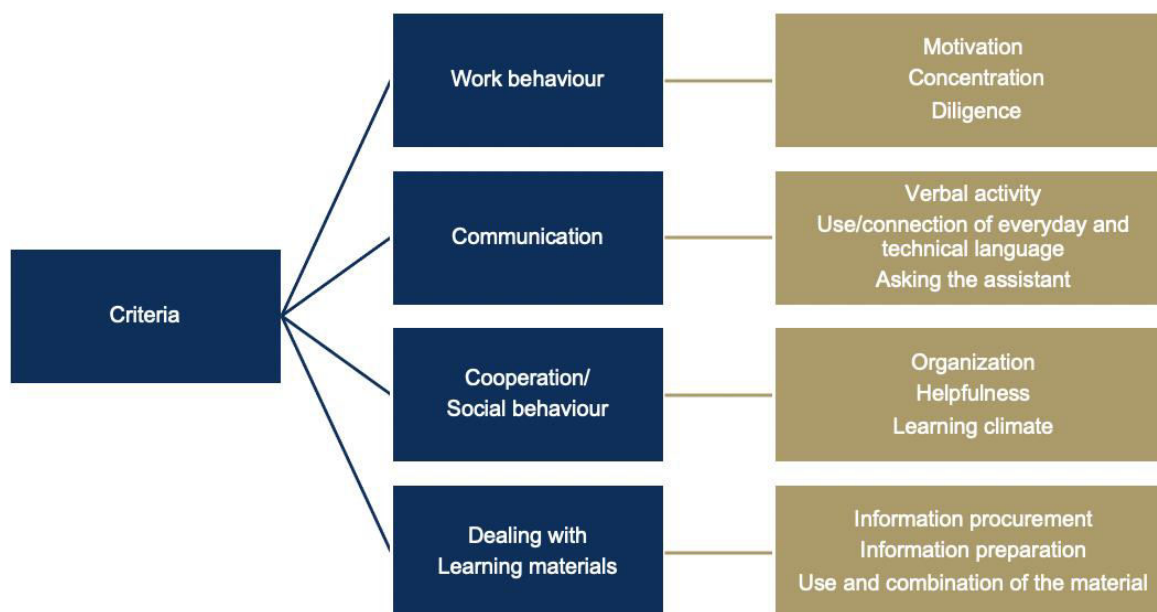 Criteria
Work behaviour
Motivation
Concentration
Diligence
Communication
Verbal activity
Use/connection of everyday and
technical language
Asking the assistant
Cooperation/
Social behaviour
Organization
Helpfulness
Learning climate
Dealing with
Learning materials
Information procurement
Information preparation
Use and combination of the material